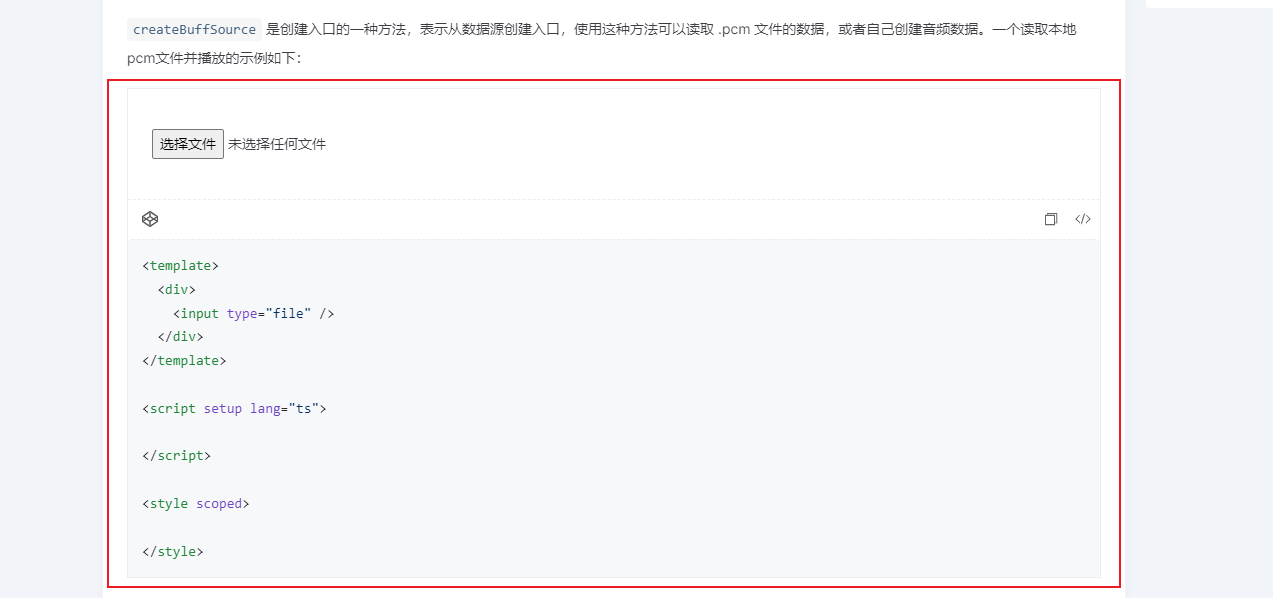 createBuffSource 是创建入口的一种方法，表示从数据源创建入口，使用这种方法可以读取 .pcm 文件的数据，或者自己创建音频数据。一个读取本地
pcm文件并播放的示例如下：
选择文件 未选择任何文件
</>
<template>
  <div>
    <input type="file" />
  </div>
</template>

<script setup lang="ts">

</script>

<style scoped>

</style>